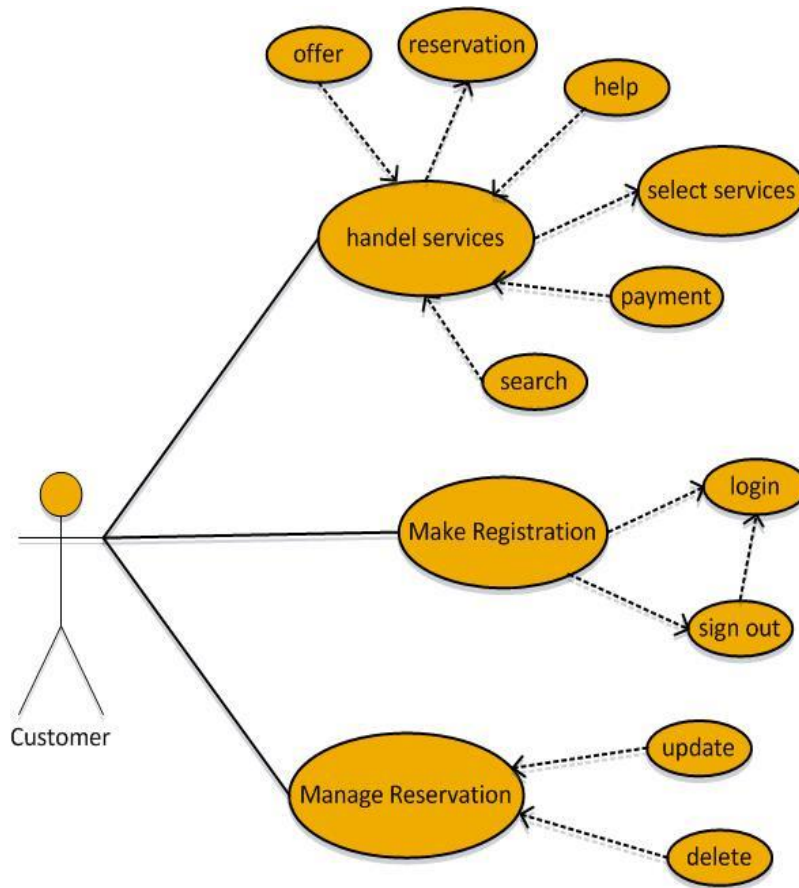 offer
reservation
help
select services
handel services
payment
search
login
Make Registration
sign out
Customer
update
Manage Reservation
delete